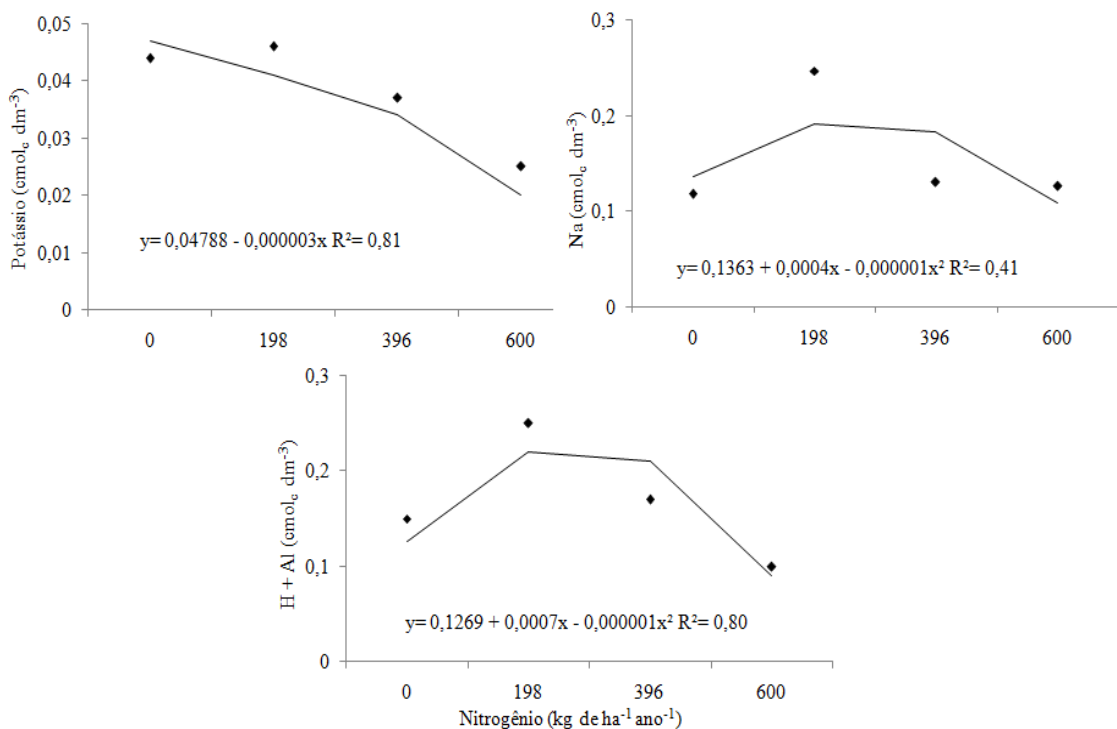 Potássio (cmolc dm-3)
0,05
0,04
0,03
0,02
0,01
0
y= 0,04788 - 0,000003x R²= 0,81
0 198 396 600
Na (cmolc dm-3)
0,3
0,2
0,1
0
y= 0,1363 + 0,0004x - 0,000001x² R²= 0,41
0 198 396 600
H + Al (cmolc dm-3)
0,3
0,2
0,1
0
y= 0,1269 + 0,0007x - 0,000001x² R²= 0,80
0 198 396 600
Nitrogênio (kg de ha-1 ano-1)